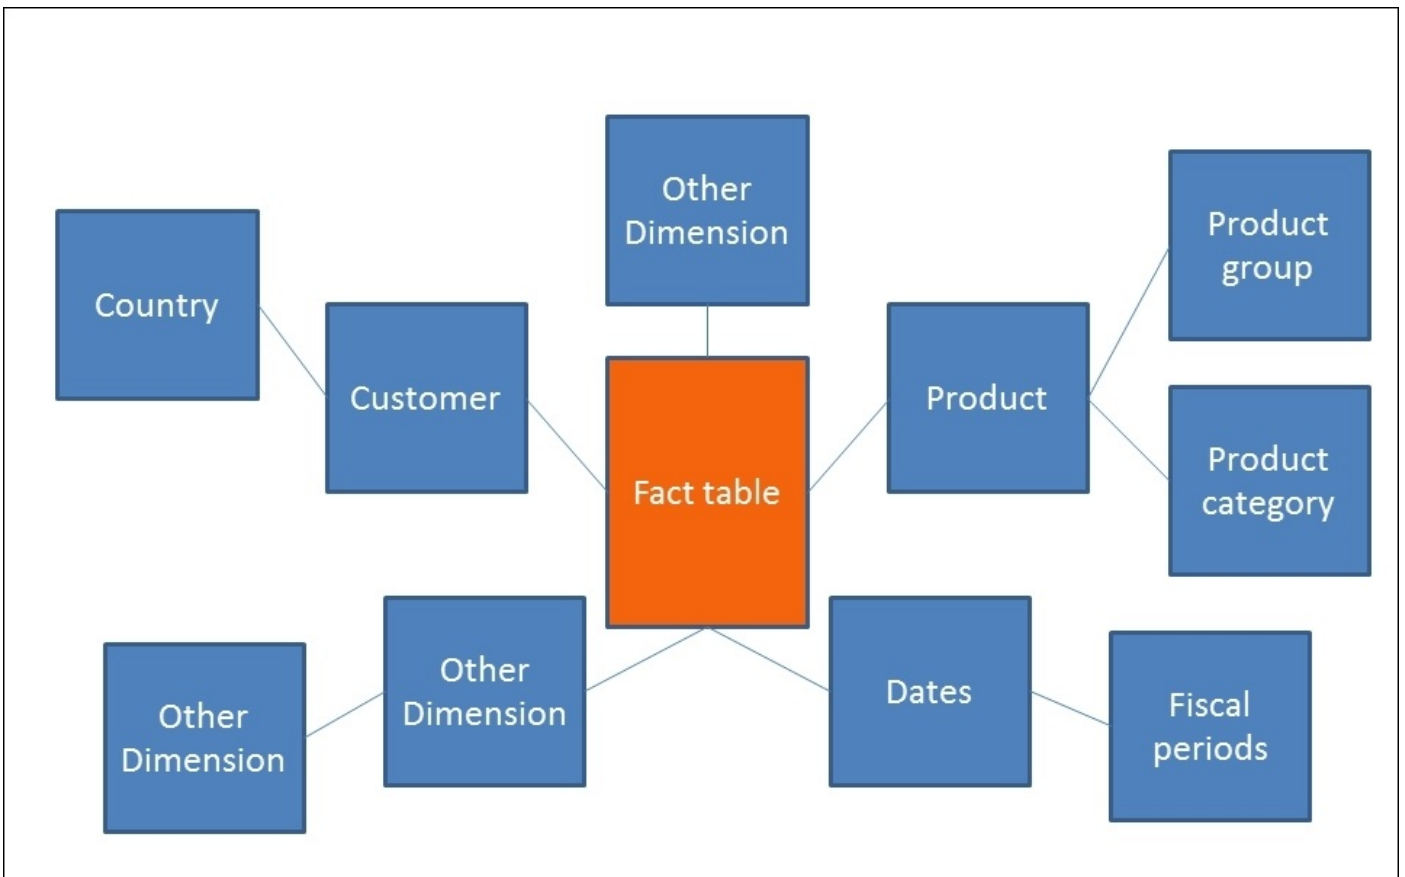 Other
Dimension
Product
group
Country
Customer
Product
Product
category
Fact table
Other
Dimension
Other
Dimension
Dates
Fiscal
periods